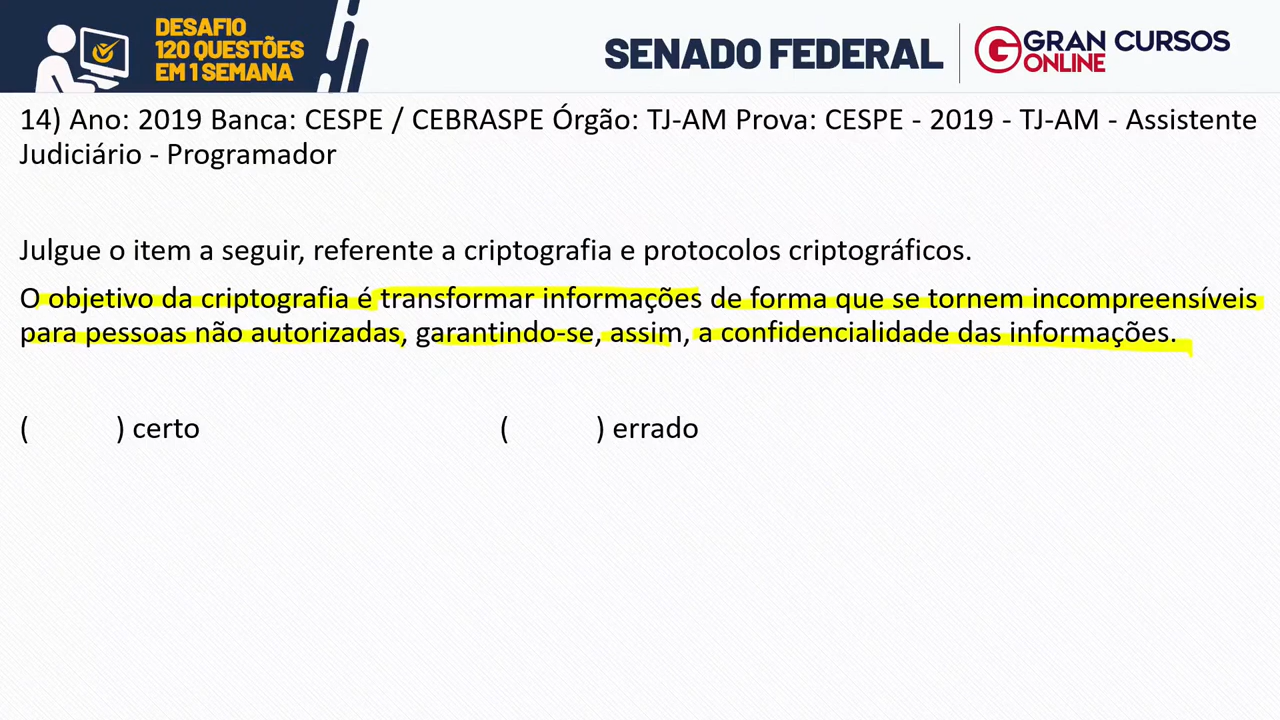 DESAFIO
120 QUESTÕES
EM 1 SEMANA
SENADO FEDERAL
GRAN CURSOS
ONLINE
14) Ano: 2019 Banca: CESPE / CEBRASPE Órgão: TJ-AM Prova: CESPE - 2019 - TJ-AM - Assistente
Judiciário - Programador
Julgue o item a seguir, referente a criptografia e protocolos criptográficos.
O objetivo da criptografia é transformar informações de forma que se tornem incompreensíveis
para pessoas não autorizadas, garantindo-se, assim, a confidencialidade das informações.
( ) certo ( ) errado